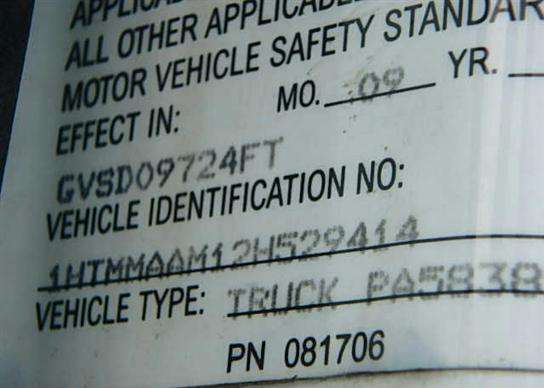 APPLICA
ALL OTHER APPLICABLE
MOTOR VEHICLE SAFETY STANDAR
EFFECT IN: MO. 09 YR.
GVSD09724FT
VEHICLE IDENTIFICATION NO:
1HTMMAAM12H529414
VEHICLE TYPE: TRUCK PA5838
PN 081706